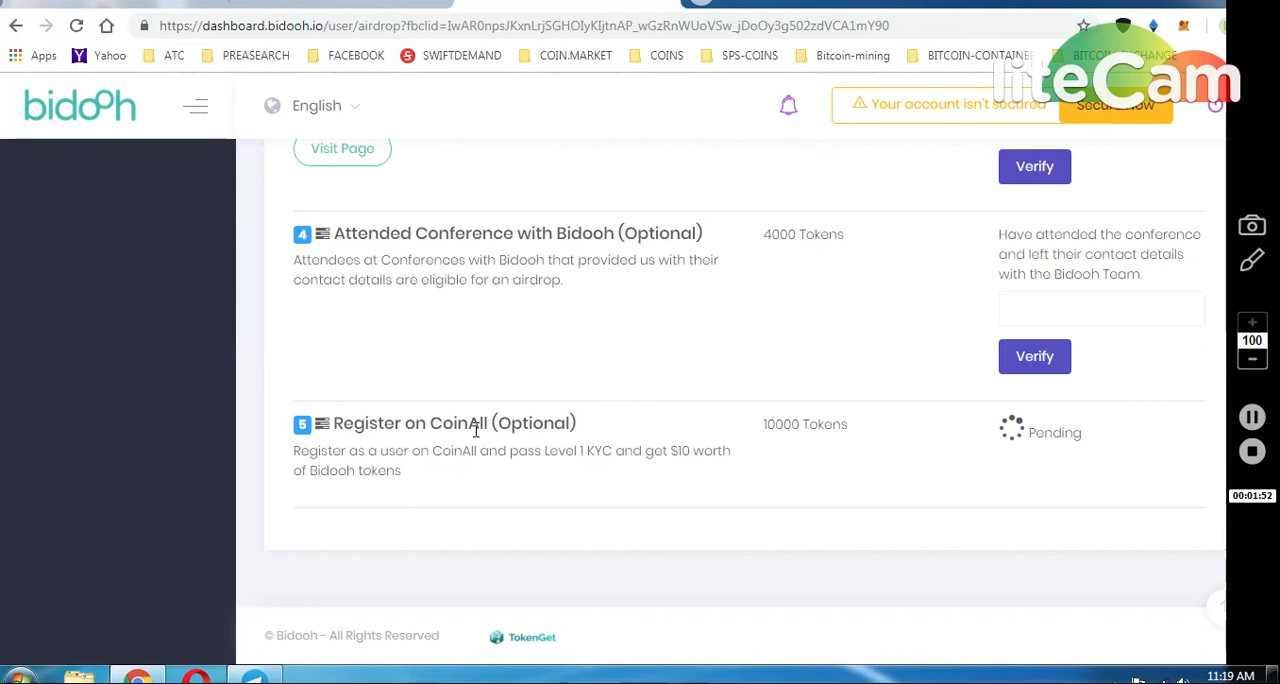 https://dashboard.bidooh.io/user/airdrop?fbclid=IwAR0npsJKxnLrjSGHOIyKIjtnAP_wGzRnWUoVSw_jDoOy3g502zdVCA1mY90
Apps Yahoo ATC PREASEARCH FACEBOOK SWIFTDEMAND COIN.MARKET COINS SPS-COINS Bitcoin-mining BITCOIN-CONTAINE
liteCam
bidooh English Your account isn't secured Secure Now
Visit Page
Verify
4 Attended Conference with Bidooh (Optional) 4000 Tokens
Attendees at Conferences with Bidooh that provided us with their
contact details are eligible for an airdrop.
Have attended the conference
and left their contact details
with the Bidooh Team.
Verify
5 Register on CoinAll (Optional) 10000 Tokens Pending
Register as a user on CoinAll and pass Level 1 KYC and get $10 worth
of Bidooh tokens
100
00:01:52
© Bidooh - All Rights Reserved TokenGet
11:19 AM